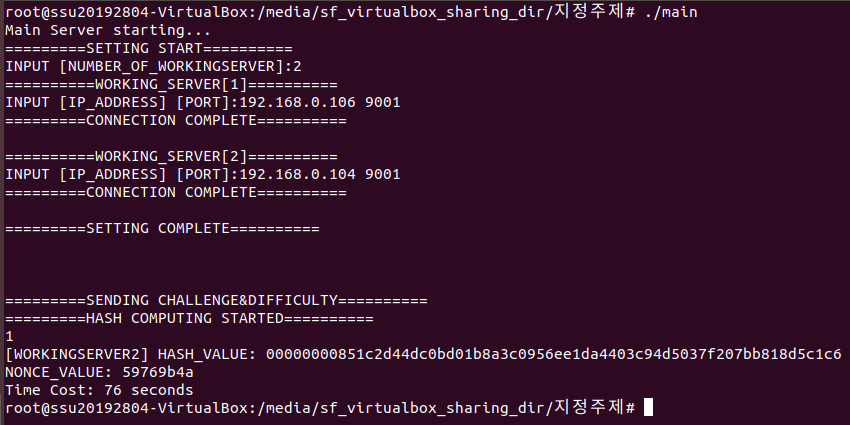 root@ssu20192804-VirtualBox:/media/sf_virtualbox_sharing_dir/지정주제# ./main
Main Server starting...
=========SETTING START==========
INPUT [NUMBER_OF_WORKINGSERVER]:2
==========WORKING_SERVER[1]==========
INPUT [IP_ADDRESS] [PORT]:192.168.0.106 9001
=========CONNECTION COMPLETE==========
==========WORKING_SERVER[2]==========
INPUT [IP_ADDRESS] [PORT]:192.168.0.104 9001
=========CONNECTION COMPLETE==========
=========SETTING COMPLETE==========
=========SENDING CHALLENGE&DIFFICULTY==========
=========HASH COMPUTING STARTED==========
1
[WORKINGSERVER2] HASH_VALUE: 00000000851c2d44dc0bd01b8a3c0956ee1da4403c94d5037f207bb818d5c1c6
NONCE_VALUE: 59769b4a
Time Cost: 76 seconds
root@ssu20192804-VirtualBox:/media/sf_virtualbox_sharing_dir/지정주제#